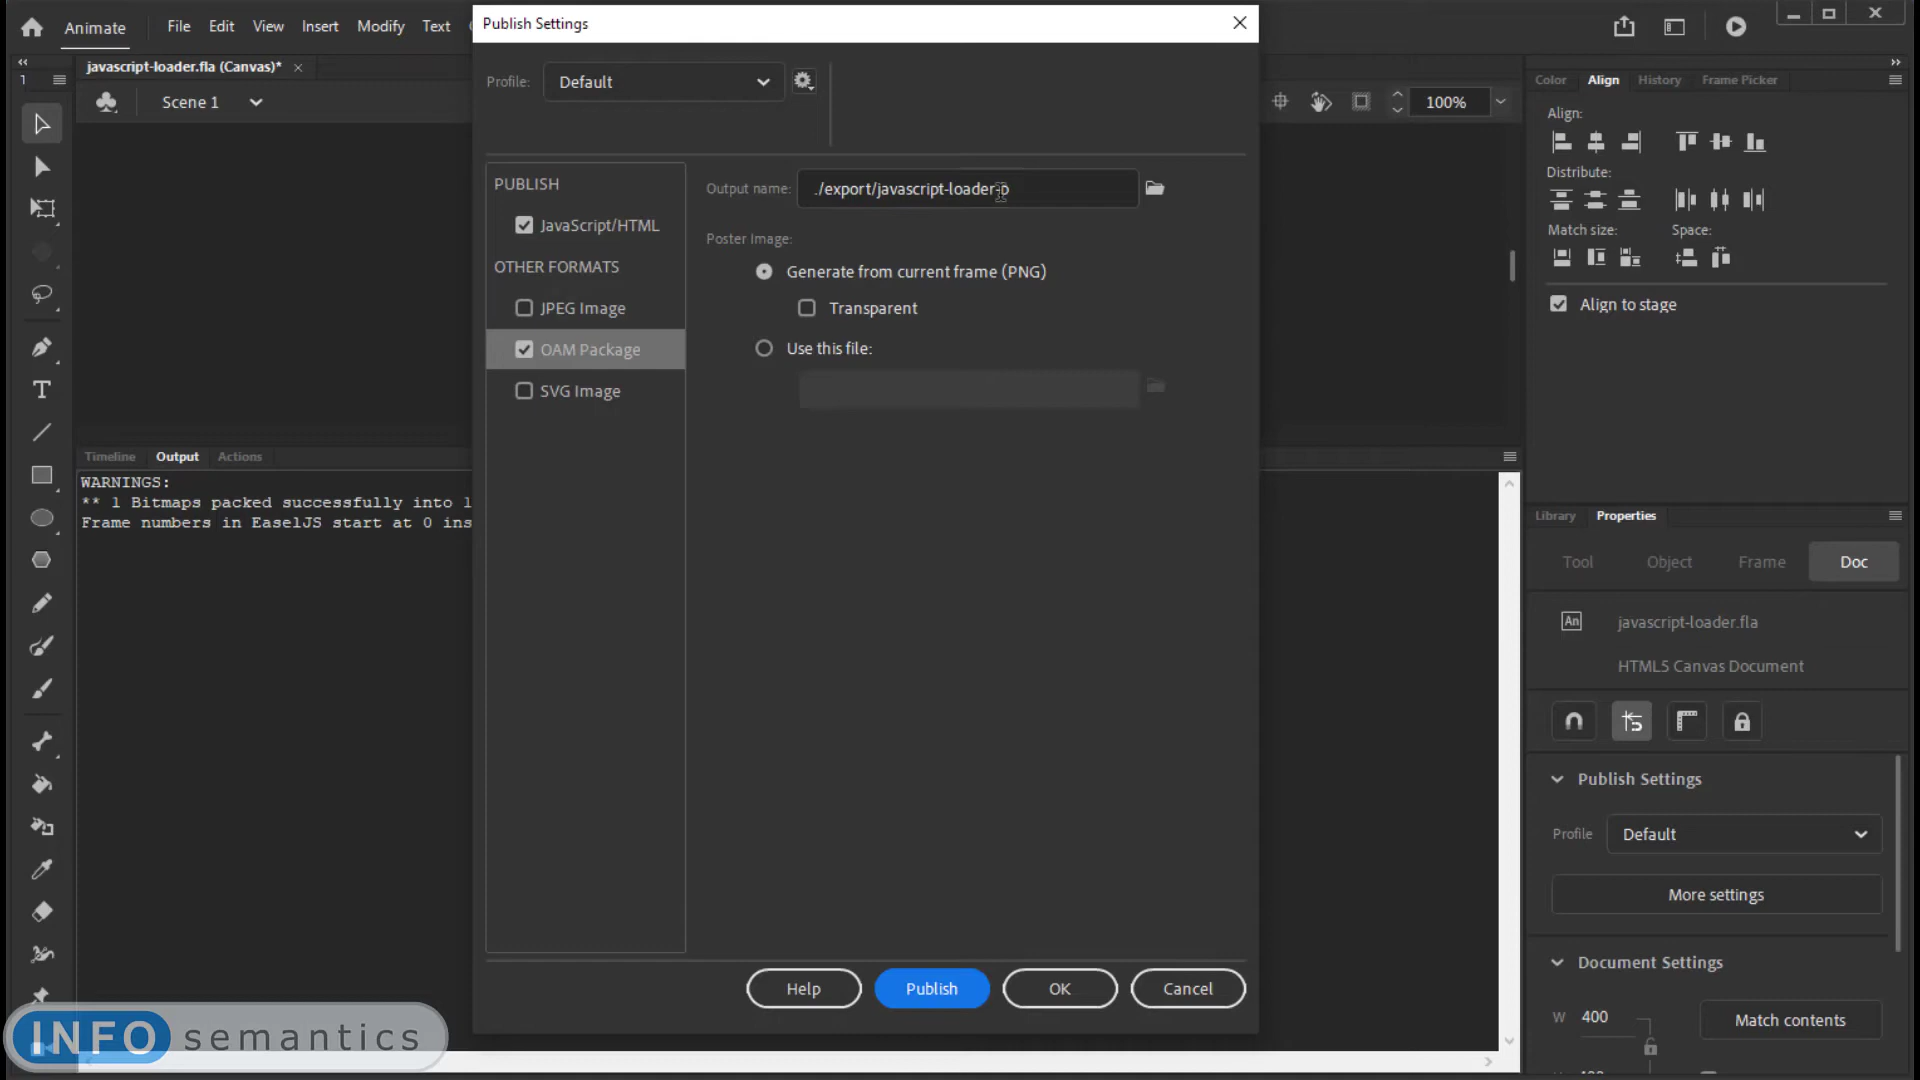 Publish Settings
Animate
File Edit View Insert Modify Text
javascript-loader.fla (Canvas)*
1
Profile: Default
Scene 1
100%
Color Align History Frame Picker
Align:
Distribute:
Match size: Space:
Align to stage
PUBLISH
JavaScript/HTML
OTHER FORMATS
JPEG Image
OAM Package
SVG Image
Output name: ./export/javascript-loader-p
Poster Image:
Generate from current frame (PNG)
Transparent
Use this file:
Timeline Output Actions
WARNINGS:
** 1 Bitmaps packed successfully into 1
Frame numbers in EaselJS start at 0 ins
Library Properties
Tool Object Frame Doc
An javascript-loader.fla
HTML5 Canvas Document
Publish Settings
Profile Default
More settings
Document Settings
W 400 Match contents
Help Publish OK Cancel
INFO semantics